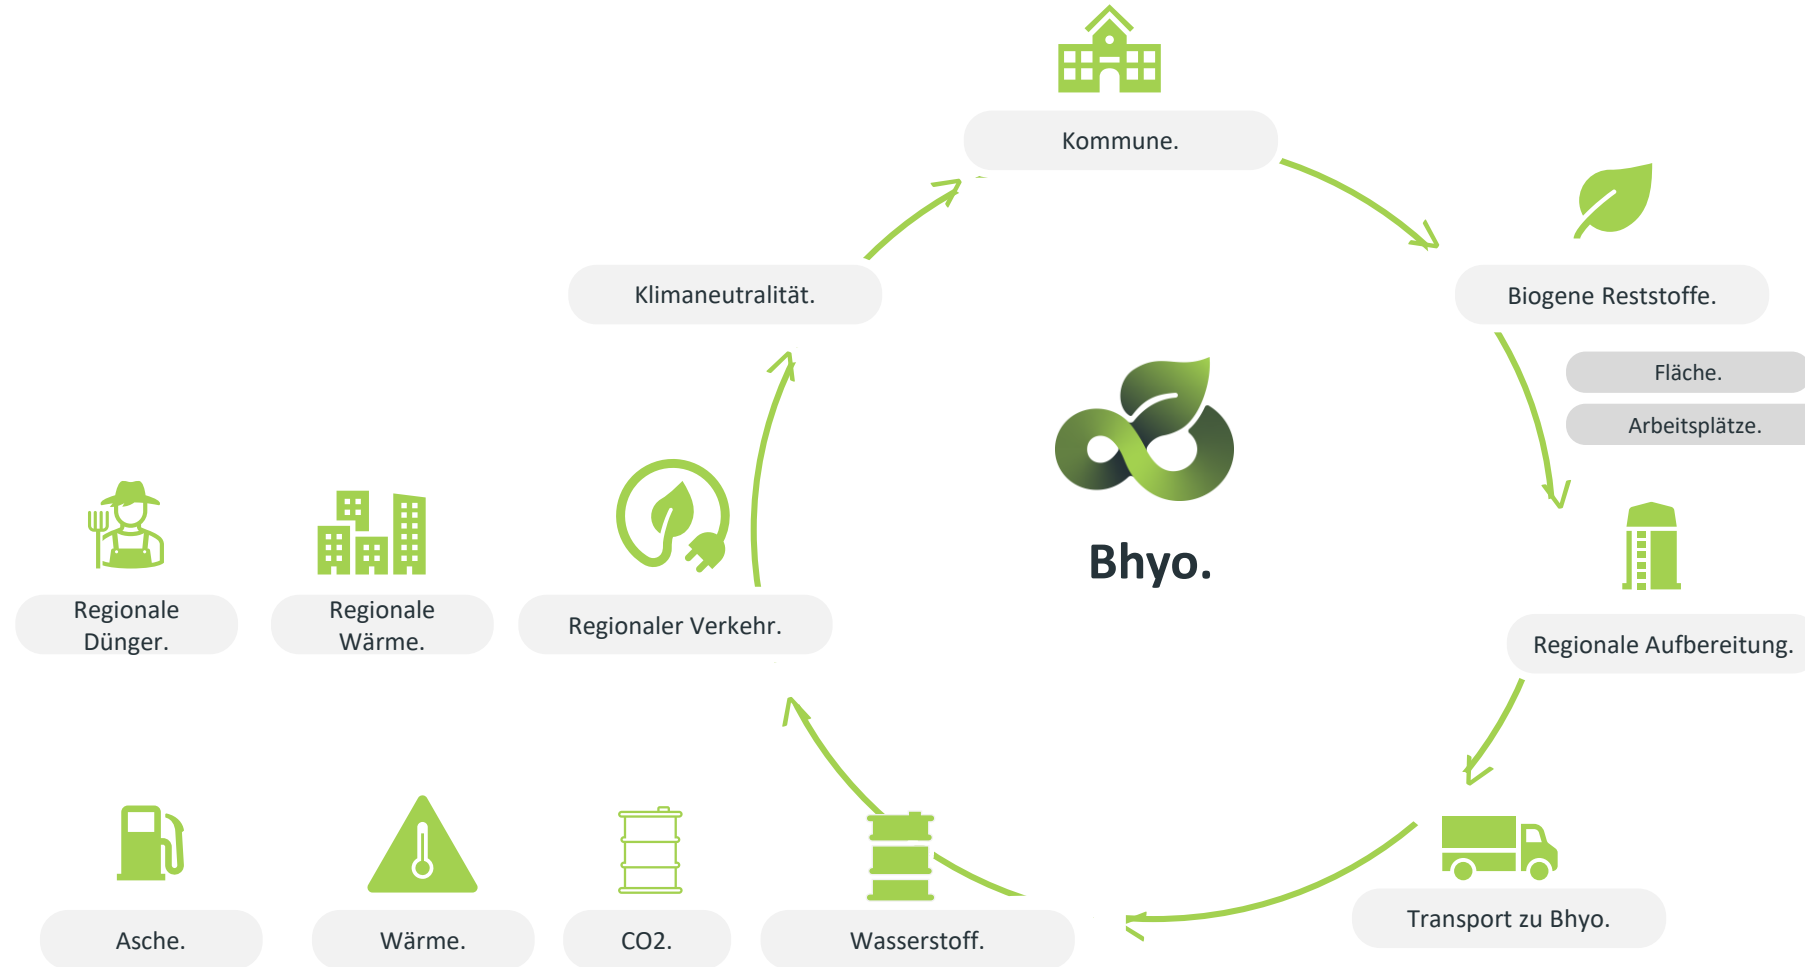 Kommune.
Klimaneutralität.
Biogene Reststoffe.
Fläche.
Arbeitsplätze.
Bhyo.
Regionale
Dünger.
Regionale
Wärme.
Regionaler Verkehr.
Regionale Aufbereitung.
Asche.
Wärme.
CO2.
Wasserstoff.
Transport zu Bhyo.